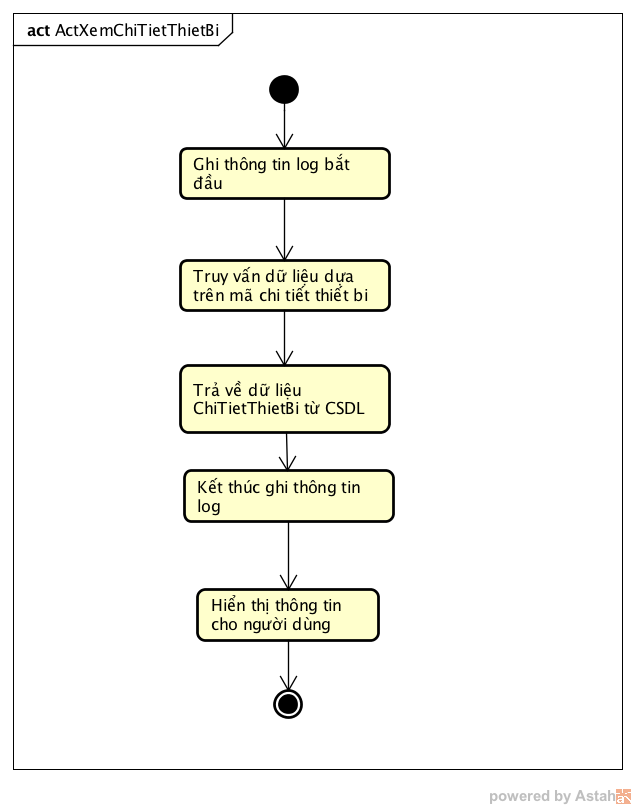 act ActXemChiTietThietBi
Ghi thông tin log bắt
đầu
Truy vấn dữ liệu dựa
trên mã chi tiết thiết bi
Trả về dữ liệu
ChiTietThietBi từ CSDL
Kết thúc ghi thông tin
log
Hiển thị thông tin
cho người dùng
powered by Astah